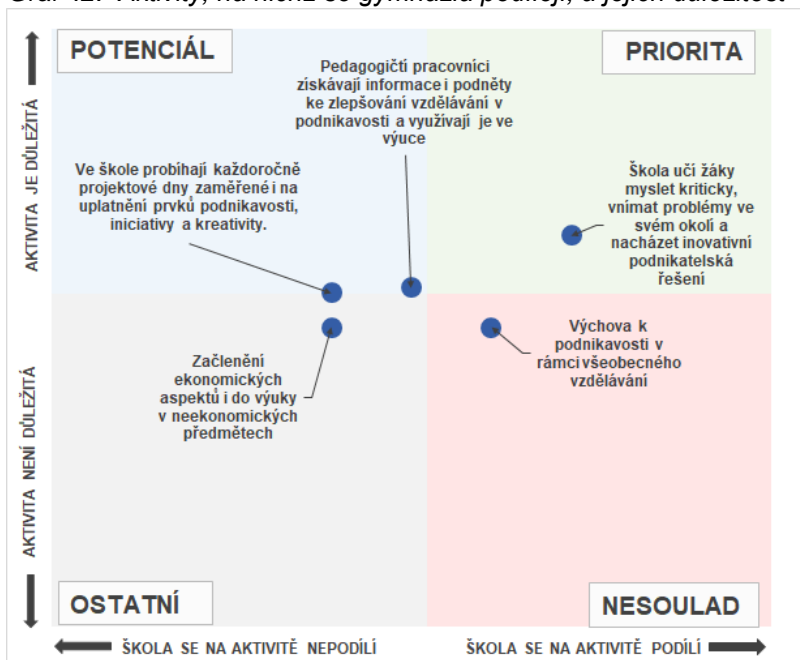 Graf 42: Aktivity, na nichž se gymnázia podílejí, a jejich důležitost
POTENCIÁL
PRIORITA
Pedagogičtí pracovníci
získávají informace i podněty
ke zlepšování vzdělávání v
podnikavosti a využívají je ve
výuce
Ve škole probíhají každoročně
projektové dny zaměřené i na
uplatnění prvků podnikavosti,
iniciativy a kreativity.
Škola učí žáky
myslet kriticky,
vnímat problémy ve
svém okolí a
nacházet inovativní
podnikatelská
řešení
AKTIVITA JE DŮLEŽITÁ
Začlenění
ekonomických
aspektů i do výuky
v neekonomických
předmětech
Výchova k
podnikavosti v
rámci všeobecného
vzdělávání
AKTIVITA NENÍ DŮLEŽITÁ
OSTATNÍ
NESOULAD
ŠKOLA SE NA AKTIVITĚ NEPODÍLÍ
ŠKOLA SE NA AKTIVITĚ PODÍLÍ